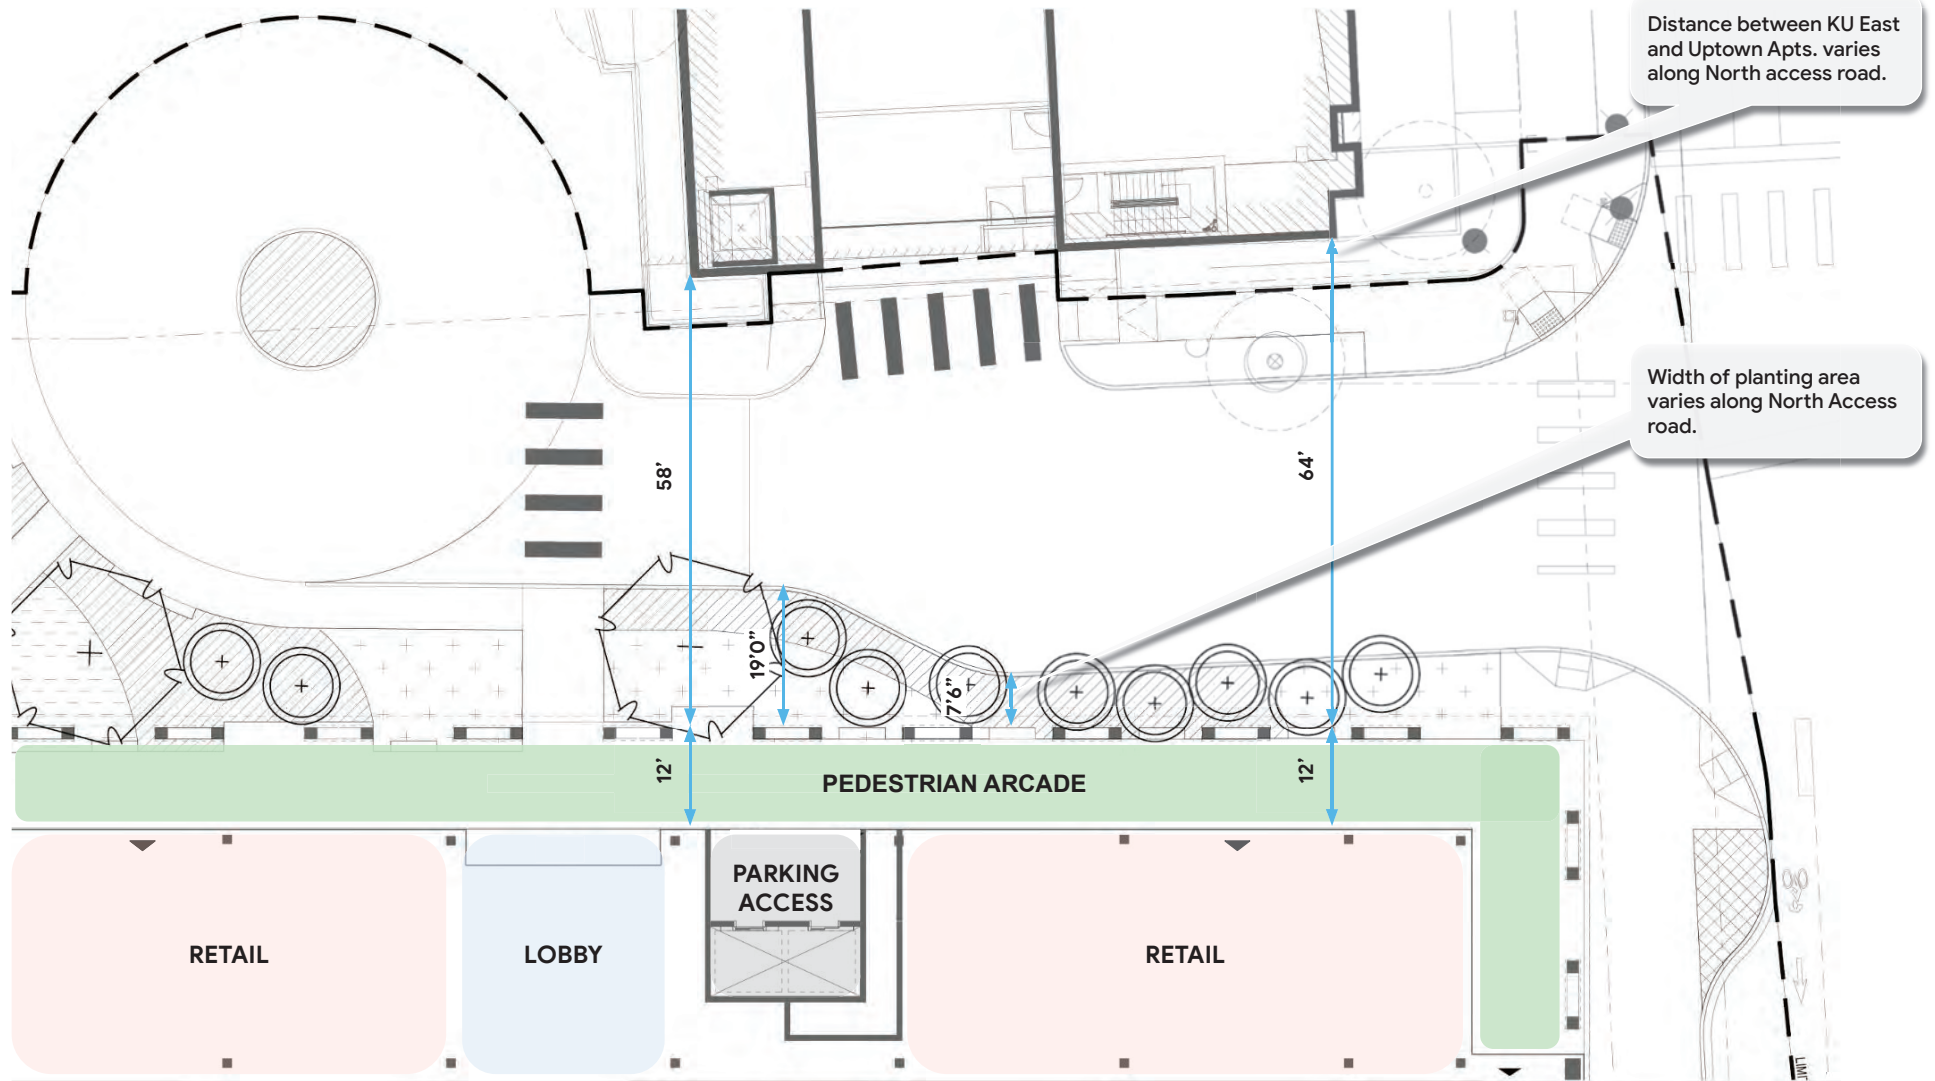 Distance between KU East
and Uptown Apts. varies
along North access road.
Width of planting area
varies along North Access
road.
58’
64’
19’0”
7’6”
12’
12’
PEDESTRIAN ARCADE
PARKING
ACCESS
RETAIL
LOBBY
RETAIL